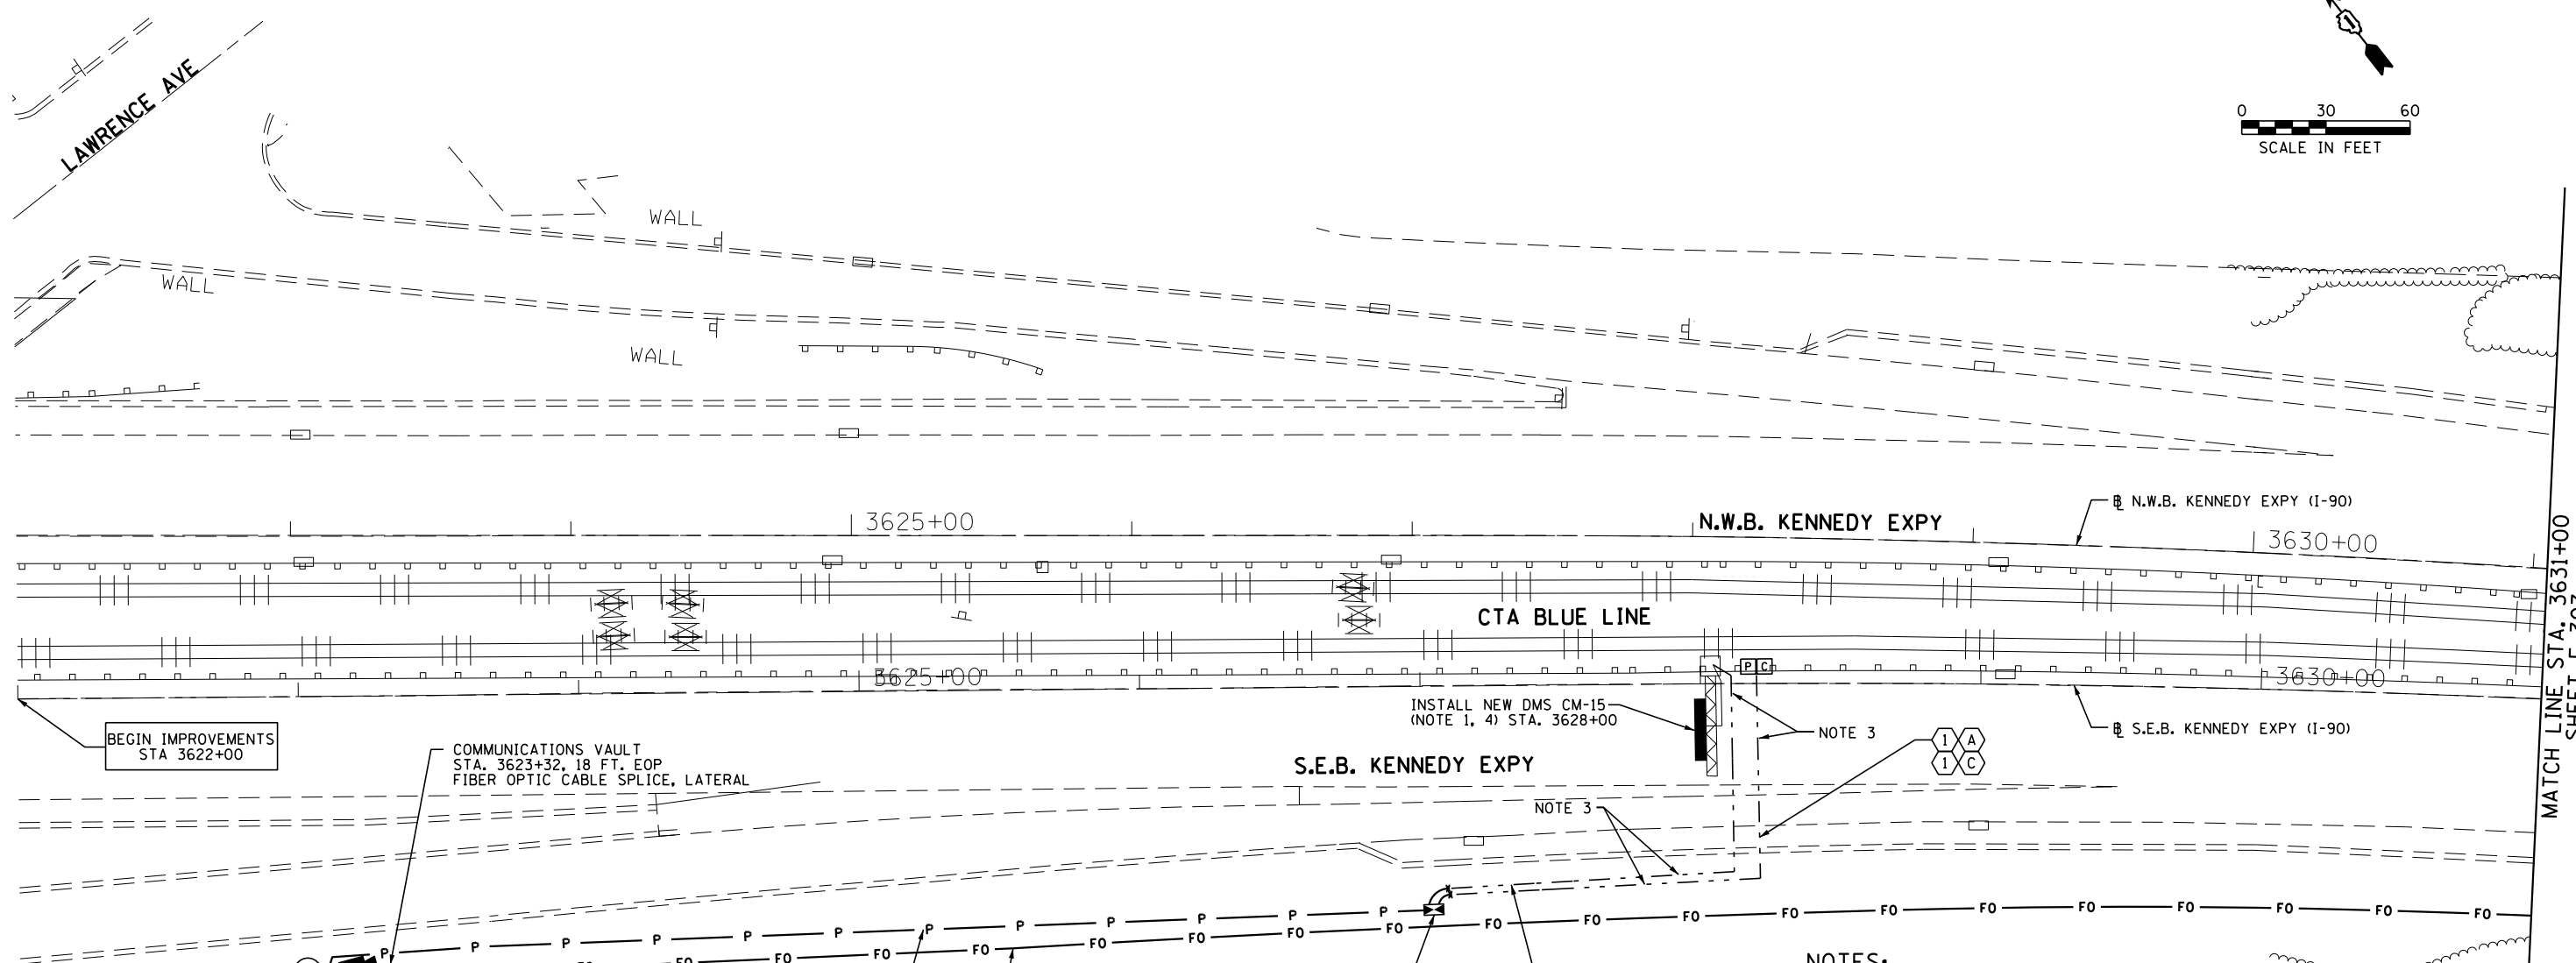 LAWRENCE AVE
0 30 60
SCALE IN FEET
WALL
WALL
WALL
3625+00
N.W.B. KENNEDY EXPY
N.W.B. KENNEDY EXPY (I-90)
3630+00
MATCH LINE STA. 3631+00
CTA BLUE LINE
3625+00
P C
3630+00
INSTALL NEW DMS CM-15
(NOTE 1, 4) STA. 3628+00
NOTE 3
S.E.B. KENNEDY EXPY (I-90)
BEGIN IMPROVEMENTS
STA 3622+00
COMMUNICATIONS VAULT
STA. 3623+32, 18 FT. EOP
FIBER OPTIC CABLE SPLICE, LATERAL
S.E.B. KENNEDY EXPY
1 A
1 C
NOTE 3
P P P P P P P P P P P P
FO FO FO FO FO FO FO FO FO FO FO FO FO FO FO FO FO FO
NOTES: